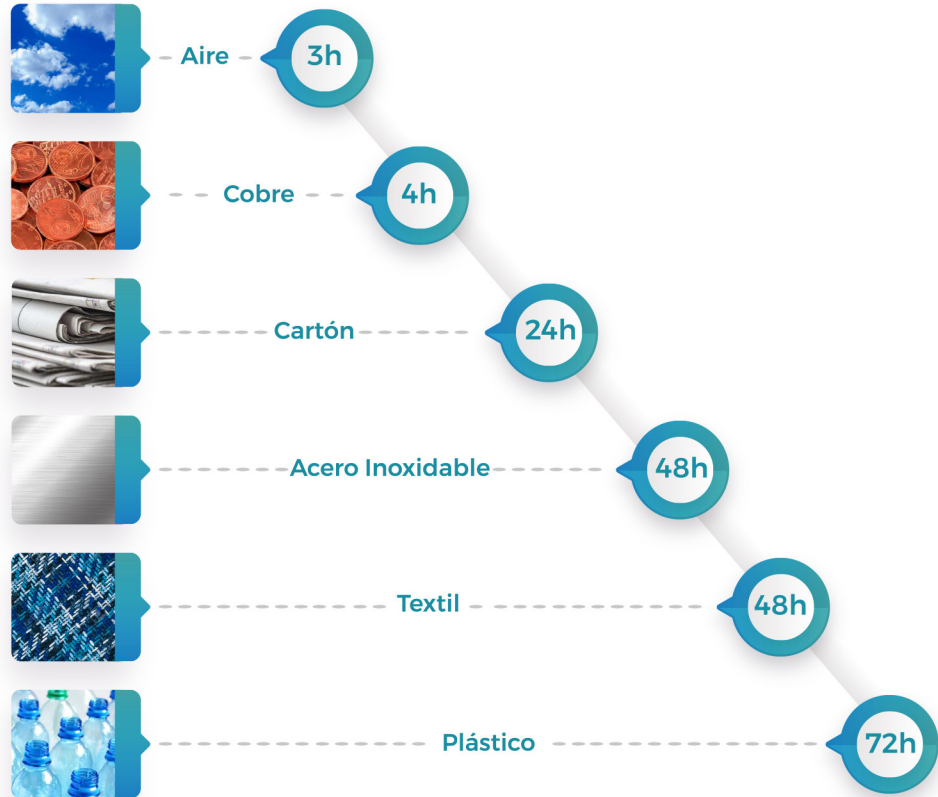 Aire 3h
Cobre 4h
Cartón 24h
Acero Inoxidable 48h
Textil 48h
Plástico 72h